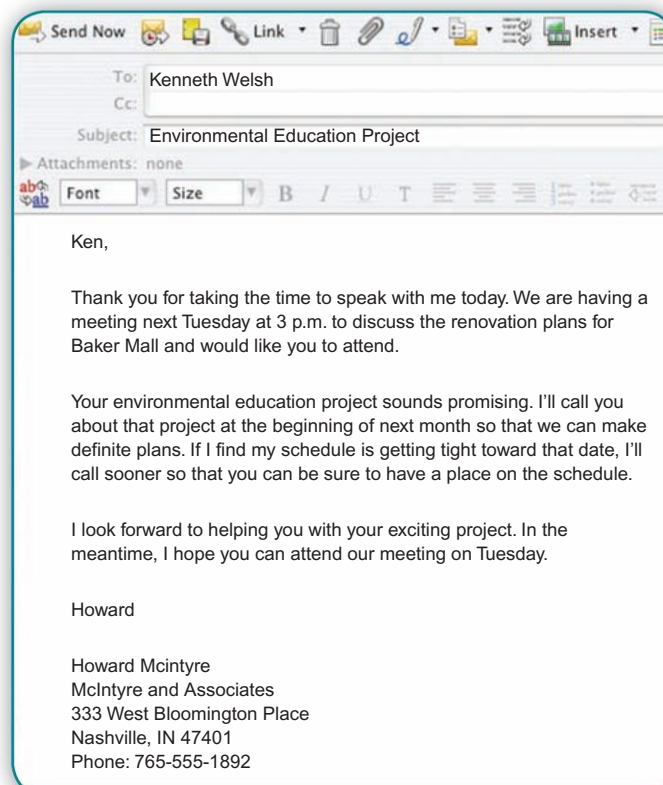 Send Now Link Insert
To: Kenneth Welsh
Cc:
Subject: Environmental Education Project
Attachments: none
abc ab Font Size B I U T
Ken,
Thank you for taking the time to speak with me today. We are having a
meeting next Tuesday at 3 p.m. to discuss the renovation plans for
Baker Mall and would like you to attend.
Your environmental education project sounds promising. I’ll call you
about that project at the beginning of next month so that we can make
definite plans. If I find my schedule is getting tight toward that date, I’ll
call sooner so that you can be sure to have a place on the schedule.
I look forward to helping you with your exciting project. In the
meantime, I hope you can attend our meeting on Tuesday.
Howard
Howard Mcintyre
McIntyre and Associates
333 West Bloomington Place
Nashville, IN 47401
Phone: 765-555-1892